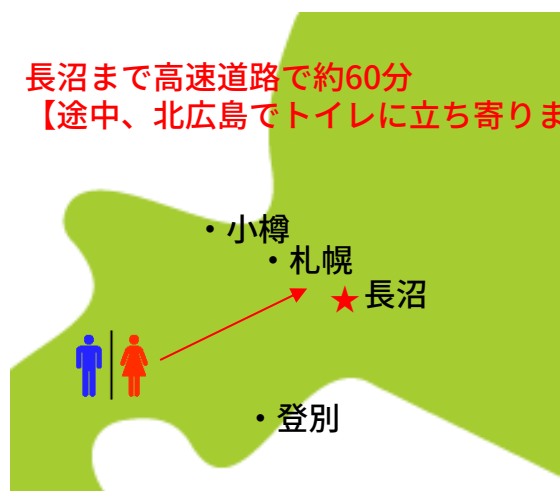 長沼まで高速道路で約60分
【途中、北広島でトイレに立ち寄りま
・小樽
・札幌
★長沼
・登別